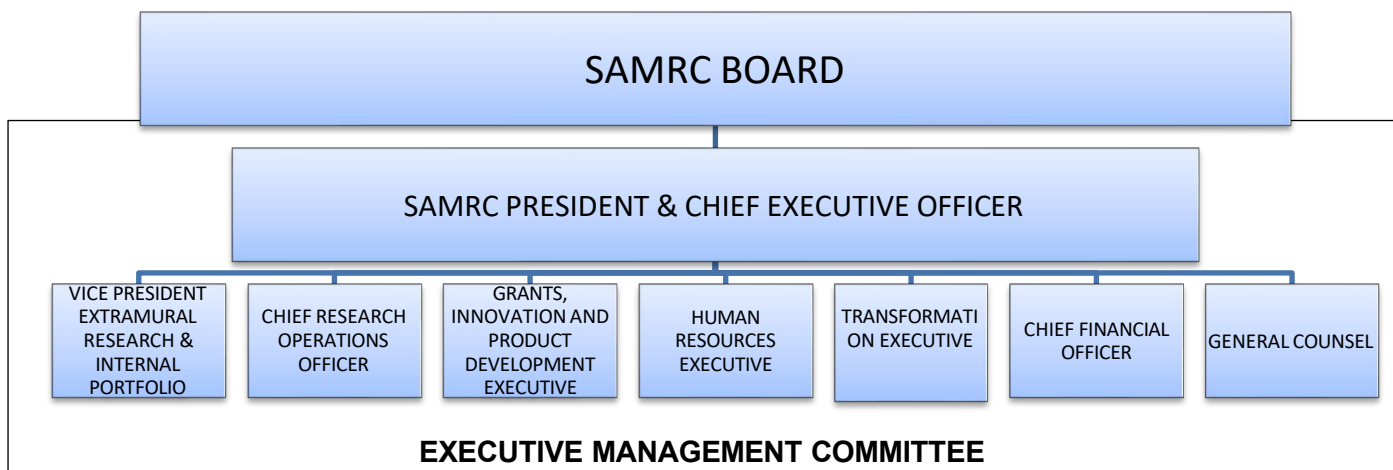 SAMRC BOARD
SAMRC PRESIDENT & CHIEF EXECUTIVE OFFICER
VICE PRESIDENT
EXTRAMURAL
RESEARCH &
INTERNAL
PORTFOLIO
CHIEF RESEARCH
OPERATIONS
OFFICER
GRANTS,
INNOVATION AND
PRODUCT
DEVELOPMENT
EXECUTIVE
HUMAN
RESOURCES
EXECUTIVE
TRANSFORMATI
ON EXECUTIVE
CHIEF FINANCIAL
OFFICER
GENERAL COUNSEL
EXECUTIVE MANAGEMENT COMMITTEE